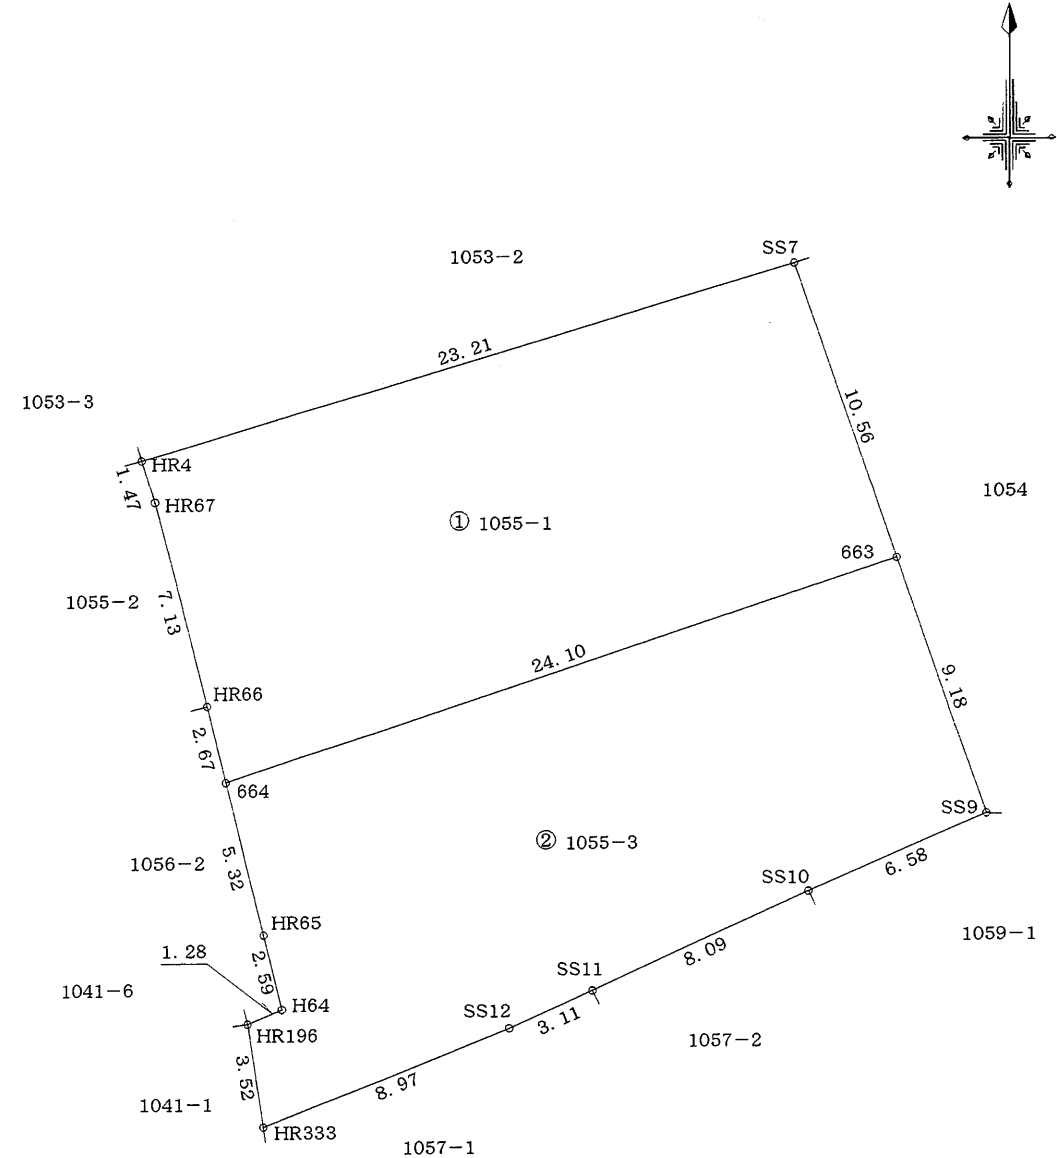 SS7
1053-2
23. 21
1053-3
10. 56
HR4
1. 47
HR67
1054
① 1055-1
663
1055-2
7. 13
24. 10
HR66
9. 18
2. 67
664
SS9
② 1055-3
1056-2
5. 32
6. 58
SS10
HR65
1059-1
1. 28
8. 09
2. 59
SS11
1041-6
H64
SS12
3. 11
HR196
1057-2
3. 52
8. 97
1041-1
HR333
1057-1